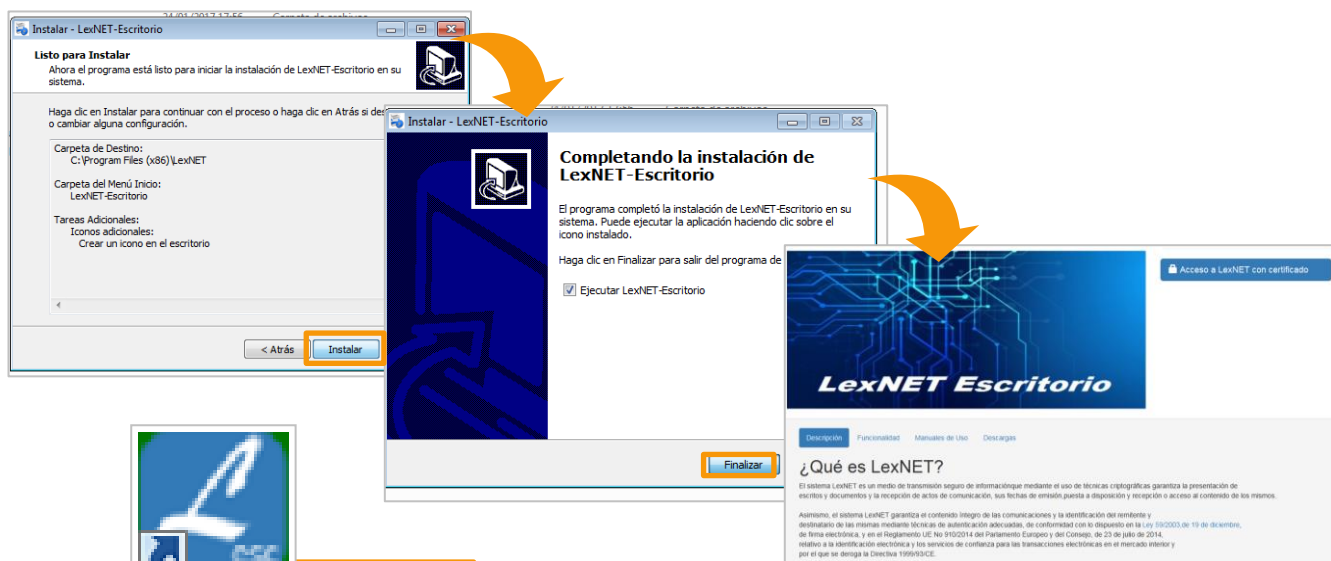 24/01/2017 17:56 Carpeta de archivos
Instalar - LexNET-Escritorio
Listo para Instalar
Ahora el programa está listo para iniciar la instalación de LexNET-Escritorio en su
sistema.
Haga clic en Instalar para continuar con el proceso o haga clic en Atrás si
o cambiar alguna configuración.
Carpeta de Destino:
C:\Program Files (x86)\LexNET
Carpeta del Menú Inicio:
LexNET-Escritorio
Tareas Adicionales:
Iconos adicionales:
Crear un icono en el escritorio
< Atrás
Instalar
Instalar - LexNET-Escritorio
Completando la instalación de
LexNET-Escritorio
El programa completó la instalación de LexNET-Escritorio en su
sistema. Puede ejecutar la aplicación haciendo clic sobre el
icono instalado.
Haga clic en Finalizar para salir del programa de
Ejecutar LexNET-Escritorio
Finalizar
Acceso a LexNET con certificado
LexNET Escritorio
Descripción Funcionalidad Manuales de Uso Descargas
¿Qué es LexNET?
El sistema LexNET es un medio de transmisión seguro de informaciónque mediante el uso de técnicas criptográficas garantiza la presentación de
escritos y documentos y la recepción de actos de comunicación, sus fechas de emisión,puesta a disposición y recepción o acceso al contenido de los mismos.
Asimismo, el sistema LexNET garantiza el contenido íntegro de las comunicaciones y la identificación del remitente y
destinatario de las mismas mediante técnicas de autenticación adecuadas, de conformidad con lo dispuesto en la Ley 59/2003,de 19 de diciembre,
de firma electrónica, y en el Reglamento UE No 910/2014 del Parlamento Europeo y del Consejo, de 23 de julio de 2014,
relativo a la identificación electrónica y los servicios de confianza para las transacciones electrónicas en el mercado interior y
por el que se deroga la Directiva 1999/93/CE.
L
esc